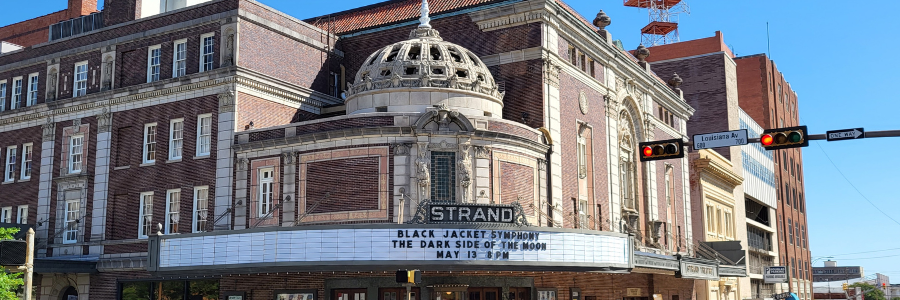 STRAND
BLACK JACKET SYMPHONY
THE DARK SIDE OF THE MOON
MAY 13 8PM
Louisiana Av
ONE WAY